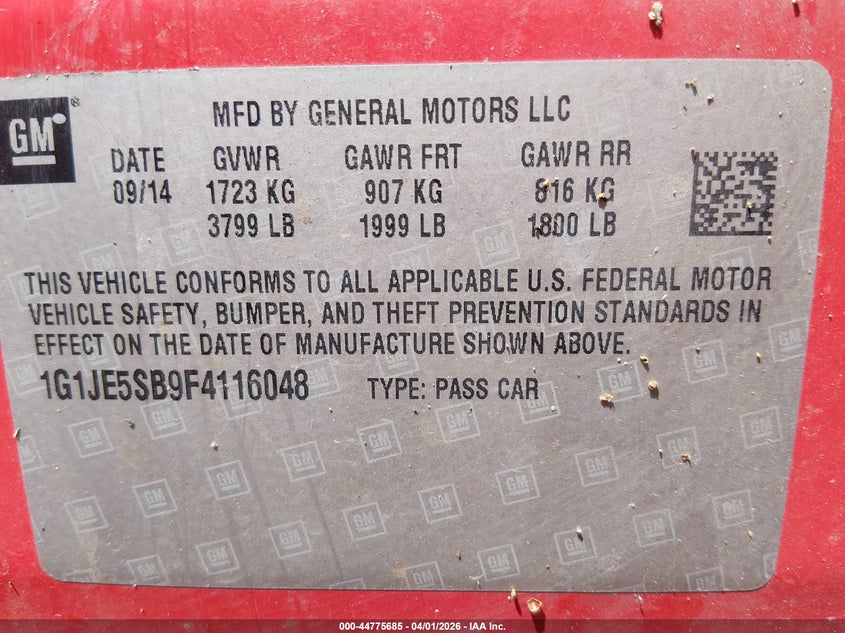 GM
MFD BY GENERAL MOTORS LLC
DATE GVWR GAWR FRT GAWR RR
09/14 1723 KG 907 KG 816 KG
3799 LB 1999 LB 1800 LB
THIS VEHICLE CONFORMS TO ALL APPLICABLE U.S. FEDERAL MOTOR
VEHICLE SAFETY, BUMPER, AND THEFT PREVENTION STANDARDS IN
EFFECT ON THE DATE OF MANUFACTURE SHOWN ABOVE.
1G1JE5SB9F4116048 TYPE: PASS CAR
000-44775685 - 04/01/2026 - IAA Inc.